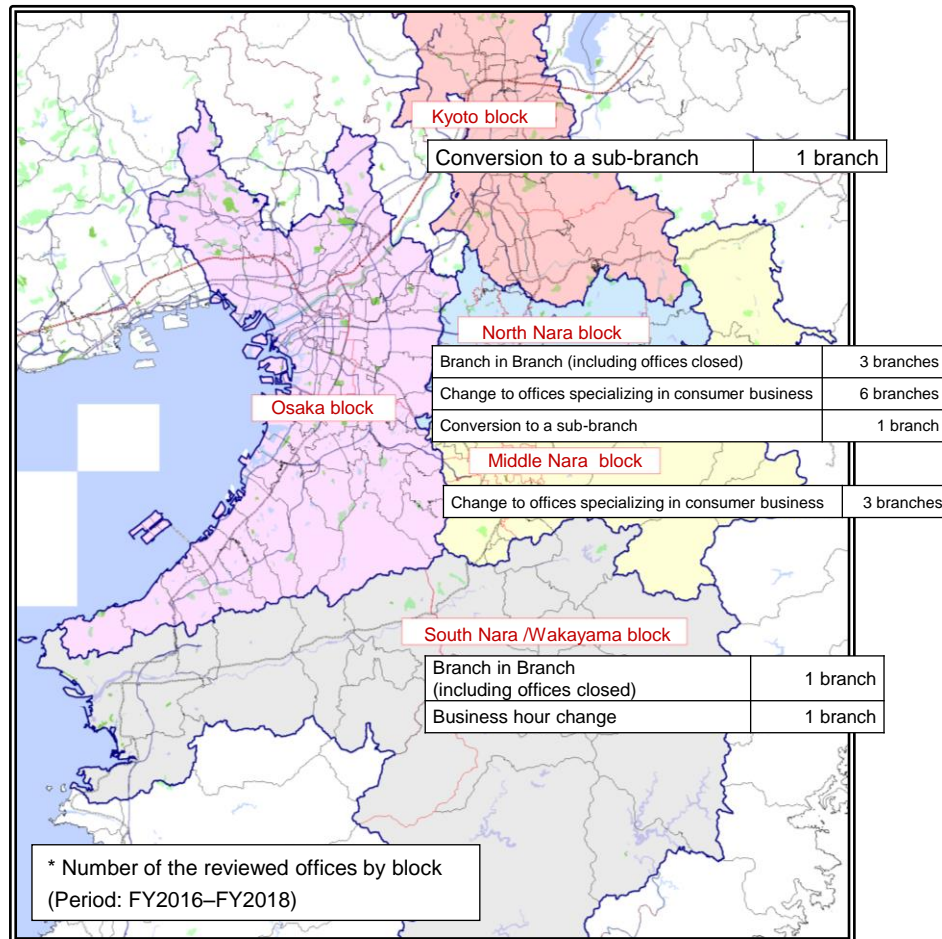 Kyoto block
Conversion to a sub-branch 1 branch
North Nara block
Branch in Branch (including offices closed) 3 branches
Change to offices specializing in consumer business 6 branches
Conversion to a sub-branch 1 branch
Osaka block
Middle Nara block
Change to offices specializing in consumer business 3 branches
South Nara /Wakayama block
Branch in Branch
(including offices closed) 1 branch
Business hour change 1 branch
* Number of the reviewed offices by block
(Period: FY2016–FY2018)